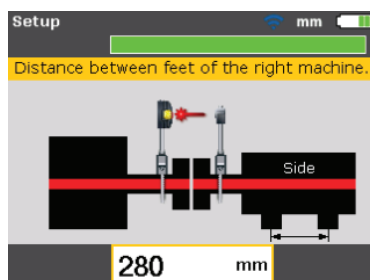 Setup mm
Distance between feet of the right machine.
Side
280 mm